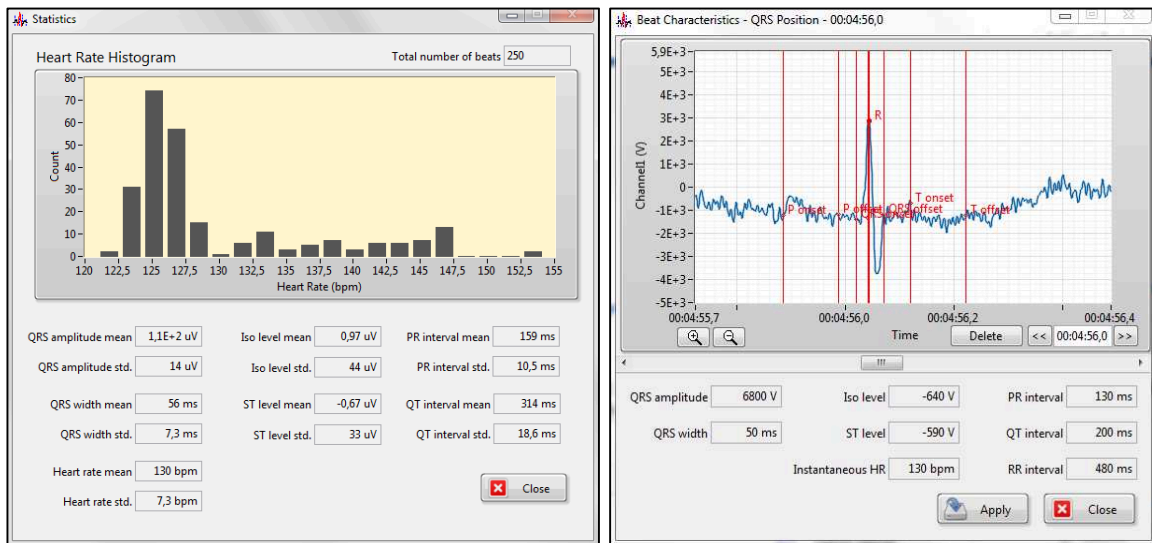 Statistics
Heart Rate Histogram
Total number of beats 250
80
70
60
50
40
30
20
10
0
Count
120 122,5 125 127,5 130 132,5 135 137,5 140 142,5 145 147,5 150 152,5 155
Heart Rate (bpm)
QRS amplitude mean 1,1E+2 uV Iso level mean 0,97 uV PR interval mean 159 ms
QRS amplitude std. 14 uV Iso level std. 44 uV PR interval std. 10,5 ms
QRS width mean 56 ms ST level mean -0,67 uV QT interval mean 314 ms
QRS width std. 7,3 ms ST level std. 33 uV QT interval std. 18,6 ms
Heart rate mean 130 bpm
Heart rate std. 7,3 bpm
Close
Beat Characteristics - QRS Position - 00:04:56,0
5,9E+3
5E+3
4E+3
3E+3
2E+3
1E+3
0
-1E+3
-2E+3
-3E+3
-4E+3
-5E+3
Channel1 (V)
R
T onset
P onset P offset QRS onset QRS offset T offset
00:04:55,7 00:04:56,0 00:04:56,2 00:04:56,4
Time Delete << 00:04:56,0 >>
QRS amplitude 6800 V Iso level -640 V PR interval 130 ms
QRS width 50 ms ST level -590 V QT interval 200 ms
Instantaneous HR 130 bpm RR interval 480 ms
Apply Close